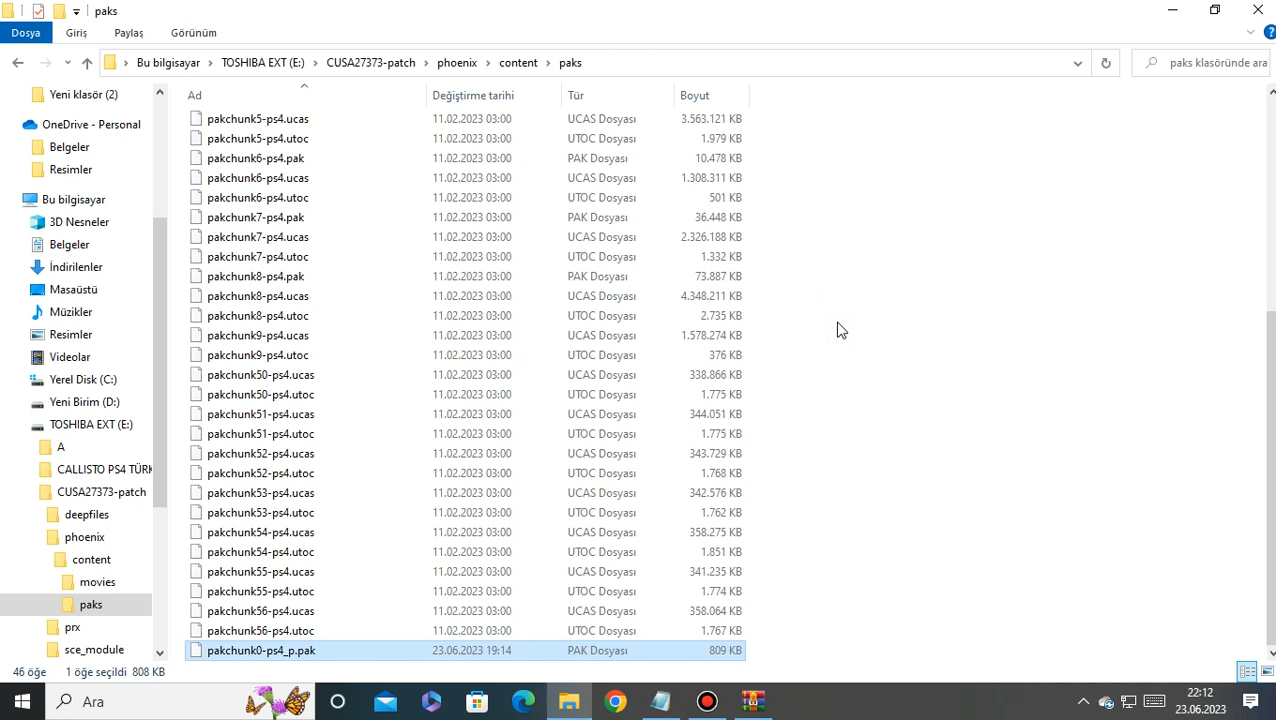 paks
Dosya Giriş Paylaş Görünüm
Bu bilgisayar › TOSHIBA EXT (E:) › CUSA27373-patch › phoenix › content › paks
paks klasöründe ara
Yeni klasör (2)
OneDrive - Personal
Belgeler
Resimler
Bu bilgisayar
3D Nesneler
Belgeler
İndirilenler
Masaüstü
Müzikler
Resimler
Videolar
Yerel Disk (C:)
Yeni Birim (D:)
TOSHIBA EXT (E:)
A
CALLISTO PS4 TÜRK
CUSA27373-patch
deepfiles
phoenix
content
movies
paks
prx
sce_module
Ad Değiştirme tarihi Tür Boyut
pakchunk5-ps4.ucas 11.02.2023 03:00 UCAS Dosyası 3.563.121 KB
pakchunk5-ps4.utoc 11.02.2023 03:00 UTOC Dosyası 1.979 KB
pakchunk6-ps4.pak 11.02.2023 03:00 PAK Dosyası 10.478 KB
pakchunk6-ps4.ucas 11.02.2023 03:00 UCAS Dosyası 1.308.311 KB
pakchunk6-ps4.utoc 11.02.2023 03:00 UTOC Dosyası 501 KB
pakchunk7-ps4.pak 11.02.2023 03:00 PAK Dosyası 36.448 KB
pakchunk7-ps4.ucas 11.02.2023 03:00 UCAS Dosyası 2.326.188 KB
pakchunk7-ps4.utoc 11.02.2023 03:00 UTOC Dosyası 1.332 KB
pakchunk8-ps4.pak 11.02.2023 03:00 PAK Dosyası 73.887 KB
pakchunk8-ps4.ucas 11.02.2023 03:00 UCAS Dosyası 4.348.211 KB
pakchunk8-ps4.utoc 11.02.2023 03:00 UTOC Dosyası 2.735 KB
pakchunk9-ps4.ucas 11.02.2023 03:00 UCAS Dosyası 1.578.274 KB
pakchunk9-ps4.utoc 11.02.2023 03:00 UTOC Dosyası 376 KB
pakchunk50-ps4.ucas 11.02.2023 03:00 UCAS Dosyası 338.866 KB
pakchunk50-ps4.utoc 11.02.2023 03:00 UTOC Dosyası 1.775 KB
pakchunk51-ps4.ucas 11.02.2023 03:00 UCAS Dosyası 344.051 KB
pakchunk51-ps4.utoc 11.02.2023 03:00 UTOC Dosyası 1.775 KB
pakchunk52-ps4.ucas 11.02.2023 03:00 UCAS Dosyası 343.729 KB
pakchunk52-ps4.utoc 11.02.2023 03:00 UTOC Dosyası 1.768 KB
pakchunk53-ps4.ucas 11.02.2023 03:00 UCAS Dosyası 342.576 KB
pakchunk53-ps4.utoc 11.02.2023 03:00 UTOC Dosyası 1.762 KB
pakchunk54-ps4.ucas 11.02.2023 03:00 UCAS Dosyası 358.275 KB
pakchunk54-ps4.utoc 11.02.2023 03:00 UTOC Dosyası 1.851 KB
pakchunk55-ps4.ucas 11.02.2023 03:00 UCAS Dosyası 341.235 KB
pakchunk55-ps4.utoc 11.02.2023 03:00 UTOC Dosyası 1.774 KB
pakchunk56-ps4.ucas 11.02.2023 03:00 UCAS Dosyası 358.064 KB
pakchunk56-ps4.utoc 11.02.2023 03:00 UTOC Dosyası 1.767 KB
pakchunk0-ps4_p.pak 23.06.2023 19:14 PAK Dosyası 809 KB
46 öğe 1 öğe seçildi 808 KB
Ara
22:12
23.06.2023